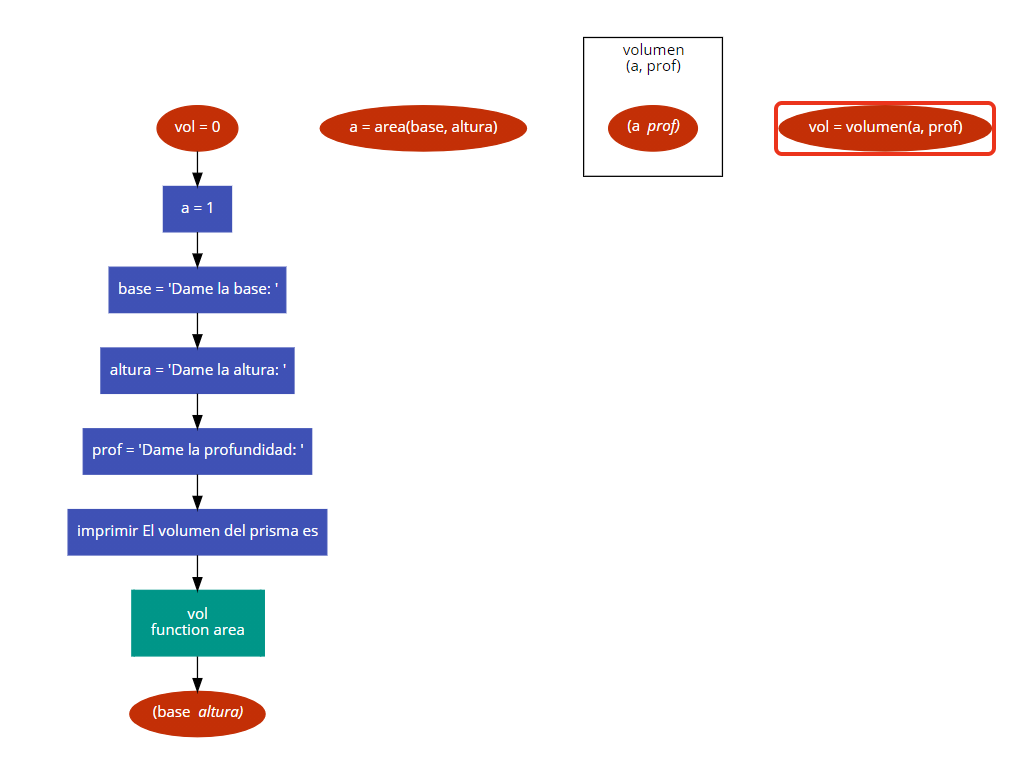 vol = 0
a = 1
base = 'Dame la base: '
altura = 'Dame la altura: '
prof = 'Dame la profundidad: '
imprimir El volumen del prisma es
vol
function area
(base altura)
a = area(base, altura)
volumen
(a, prof)
(a prof)
vol = volumen(a, prof)